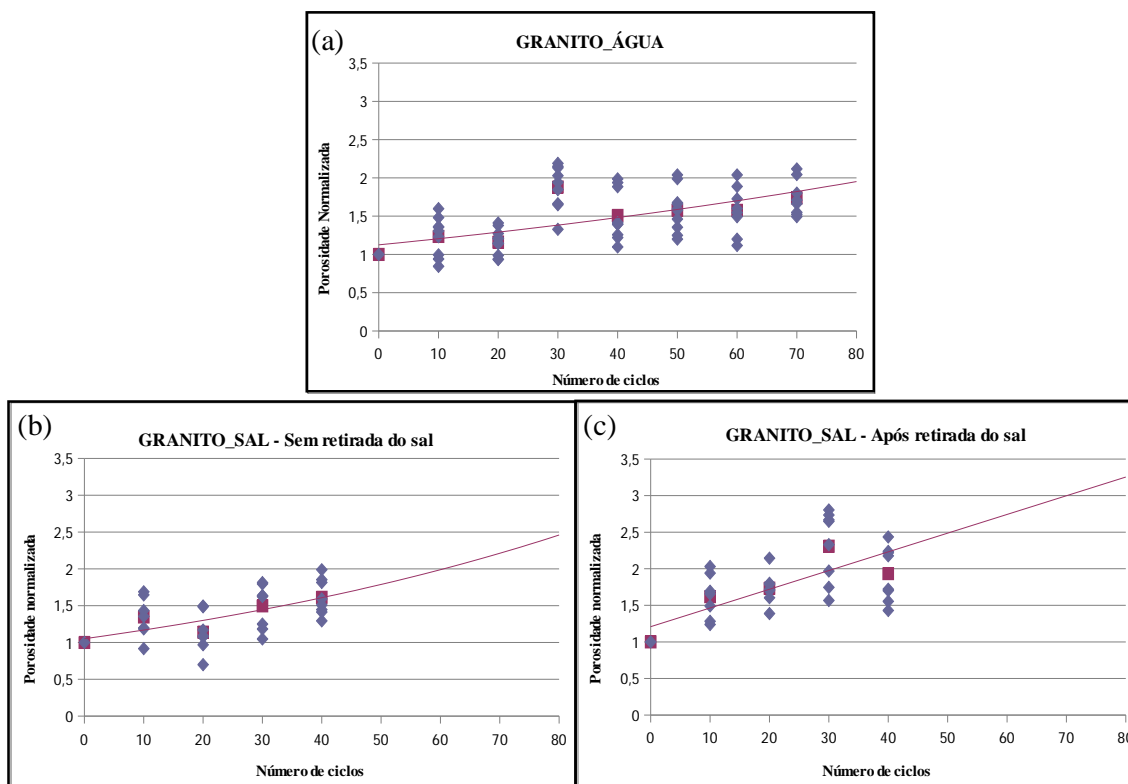 (a)
GRANITO_ÁGUA
Porosidade Normalizada
3,5
3
2,5
2
1,5
1
0,5
0
0 10 20 30 40 50 60 70 80
Número de ciclos
(b)
GRANITO_SAL - Sem retirada do sal
Porosidade normalizada
3,5
3
2,5
2
1,5
1
0,5
0
0 10 20 30 40 50 60 70 80
Número de ciclos
(c)
GRANITO_SAL - Após retirada do sal
Porosidade normalizada
3,5
3
2,5
2
1,5
1
0,5
0
0 10 20 30 40 50 60 70 80
Número de ciclos